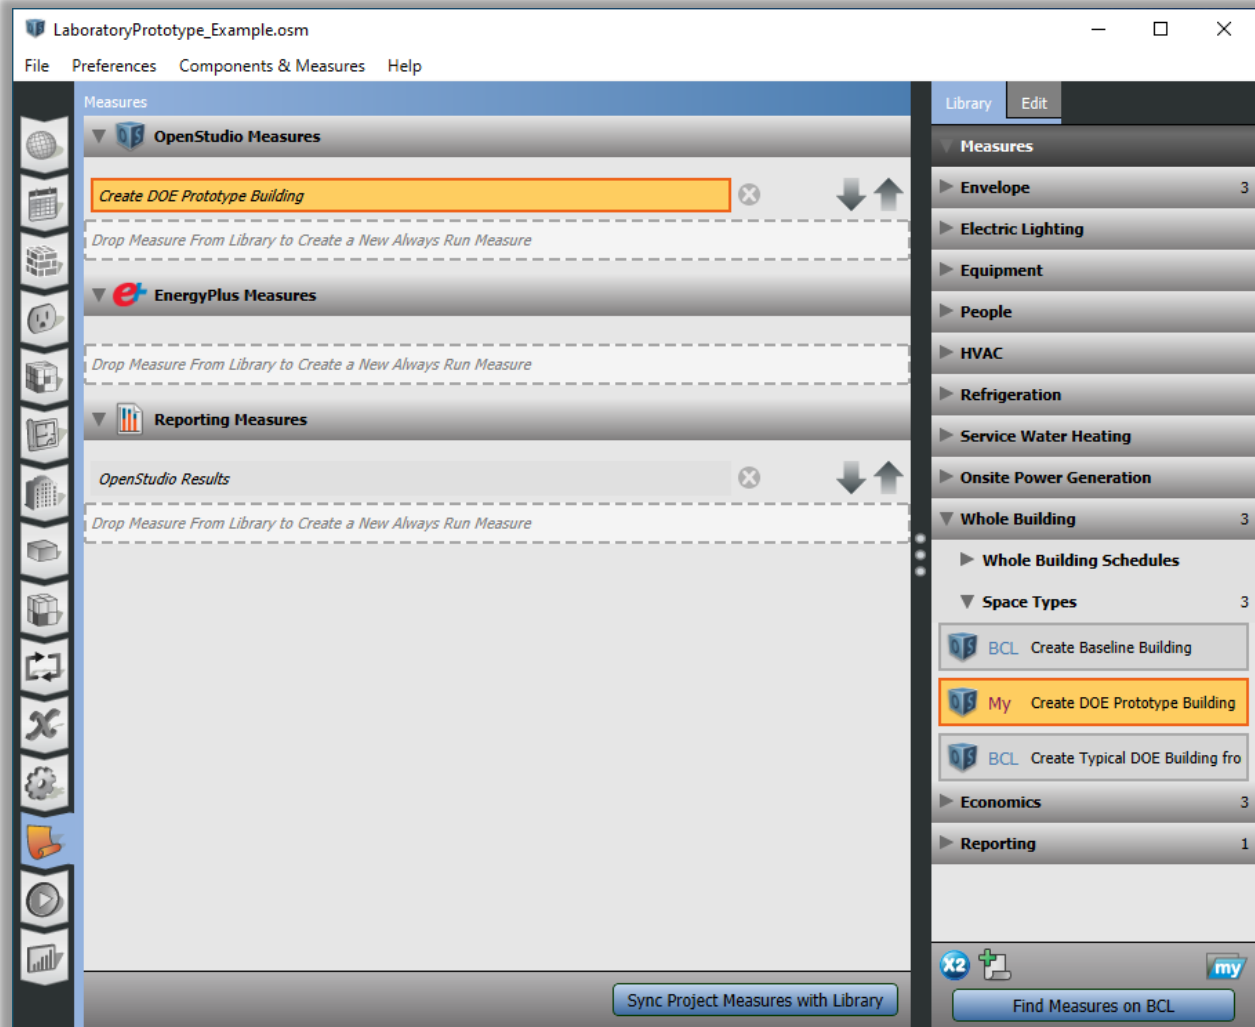 LaboratoryPrototype_Example.osm
File Preferences Components & Measures Help
Measures
OpenStudio Measures
Create DOE Prototype Building
Drop Measure From Library to Create a New Always Run Measure
EnergyPlus Measures
Drop Measure From Library to Create a New Always Run Measure
Reporting Measures
OpenStudio Results
Drop Measure From Library to Create a New Always Run Measure
Sync Project Measures with Library
Library Edit
Measures
Envelope 3
Electric Lighting
Equipment
People
HVAC
Refrigeration
Service Water Heating
Onsite Power Generation
Whole Building 3
Whole Building Schedules
Space Types 3
BCL Create Baseline Building
My Create DOE Prototype Building
BCL Create Typical DOE Building fro
Economics 3
Reporting 1
X2 my
Find Measures on BCL